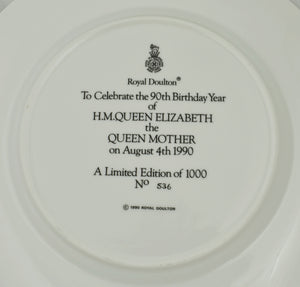 Royal Doulton®
To Celebrate the 90th Birthday Year
of
H.M.QUEEN ELIZABETH
the
QUEEN MOTHER
on August 4th 1990
A Limited Edition of 1000
No 536
© 1990 ROYAL DOULTON